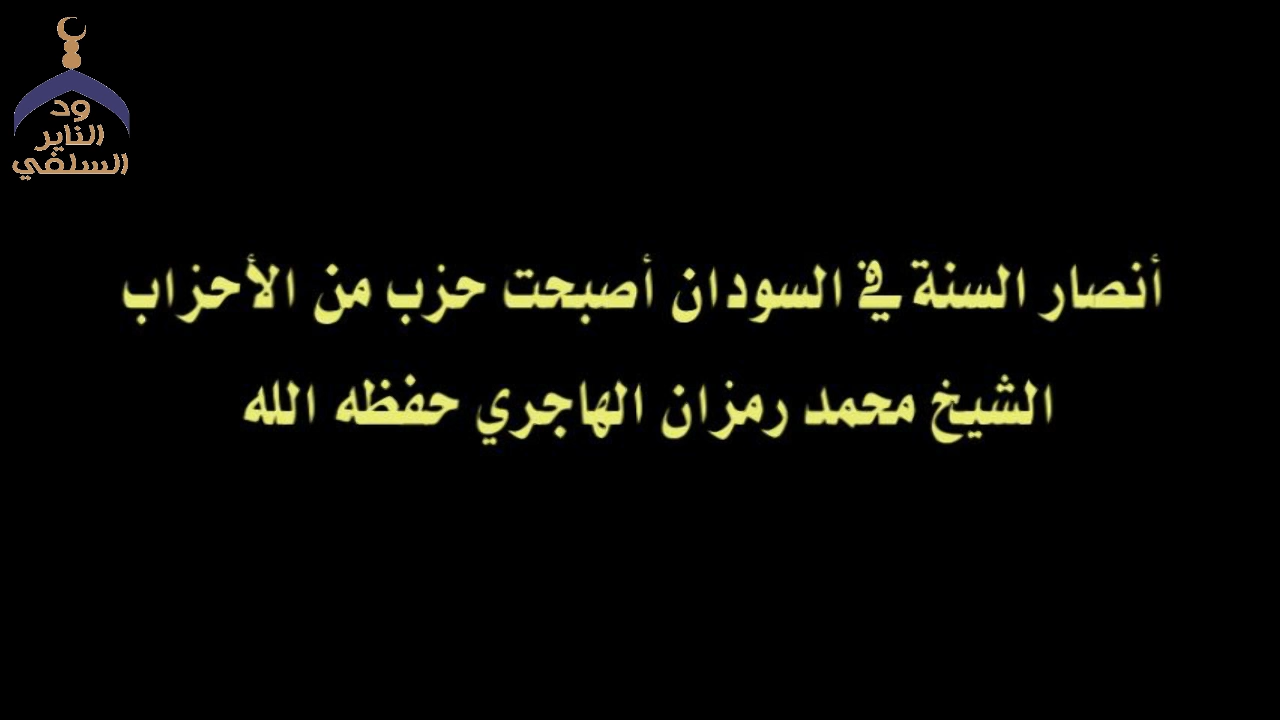 ود
الناير
السلفي
أنصار السنة في السودان أصبحت حزب من الأحزاب
الشيخ محمد رمزان الهاجري حفظه الله